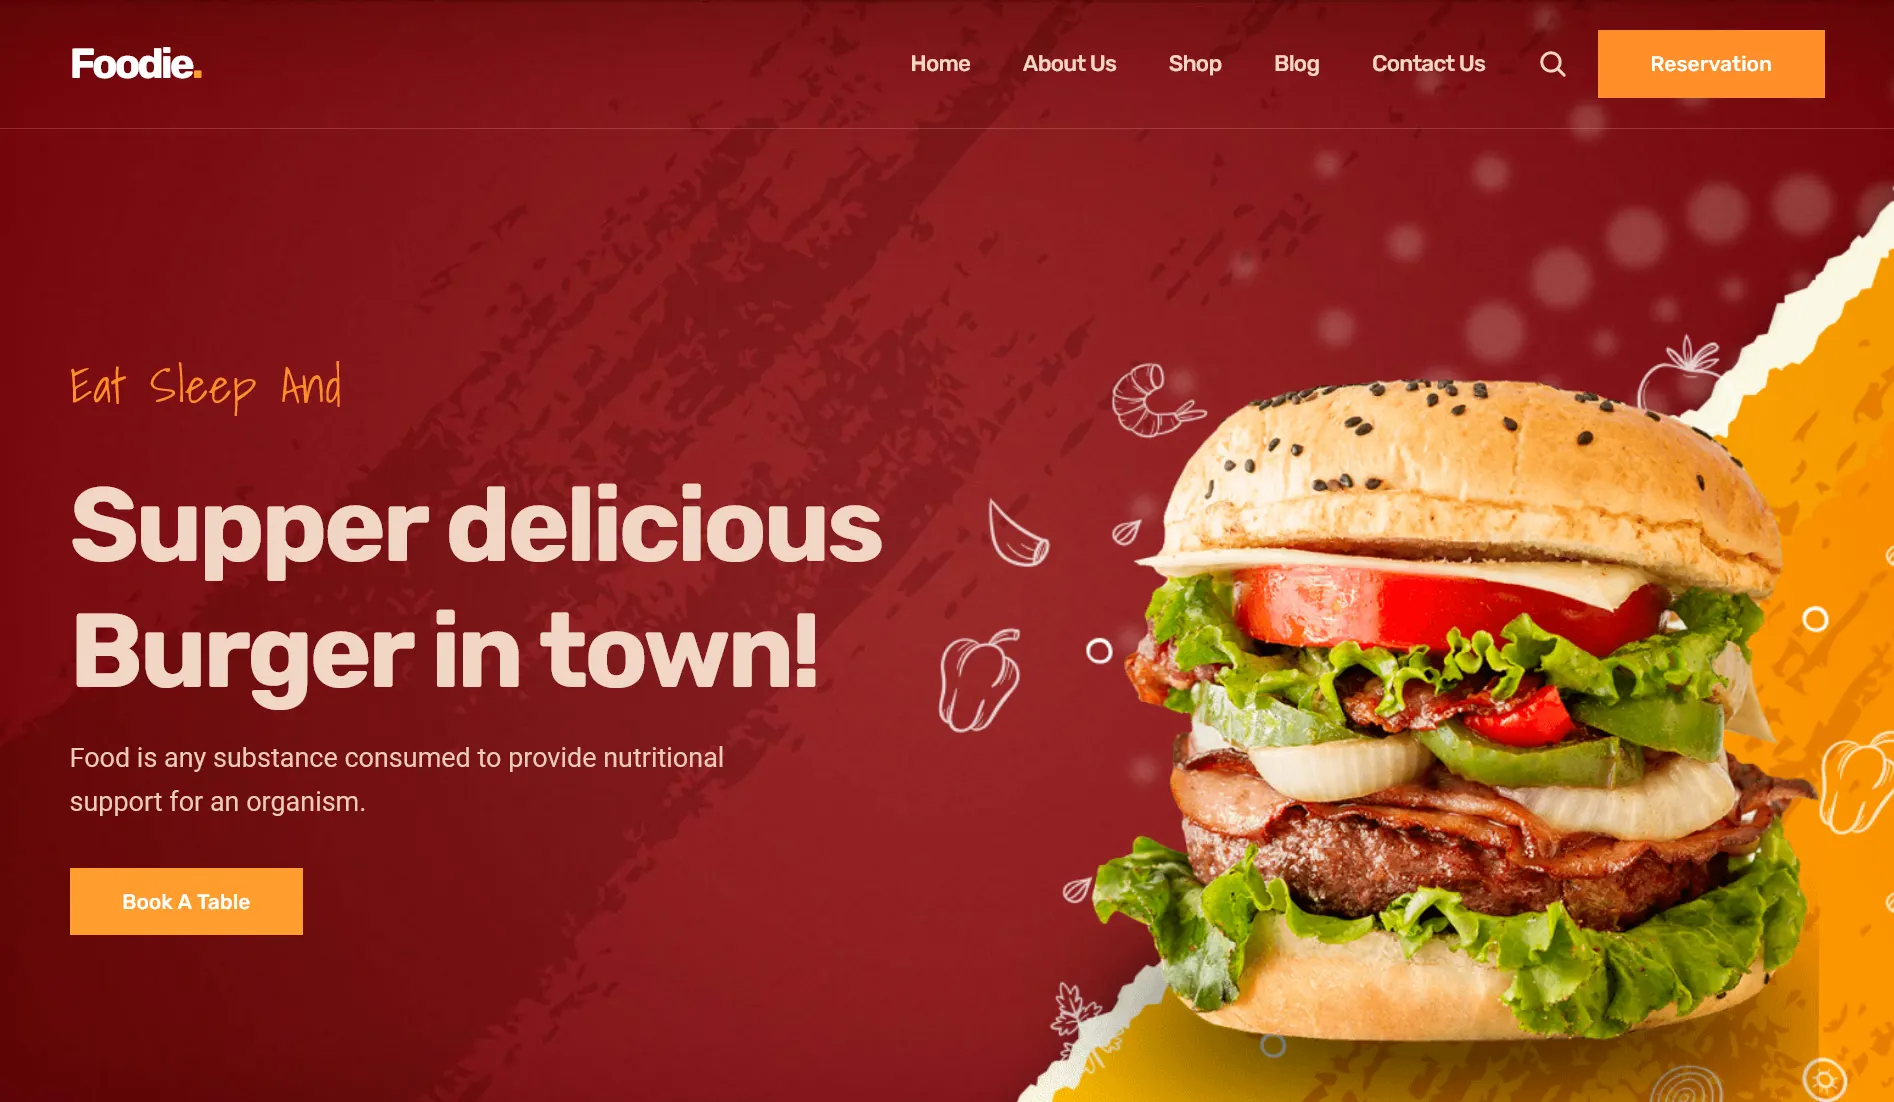 Foodie.
Home About Us Shop Blog Contact Us Reservation
Eat Sleep And
Supper delicious
Burger in town!
Food is any substance consumed to provide nutritional
support for an organism.
Book A Table